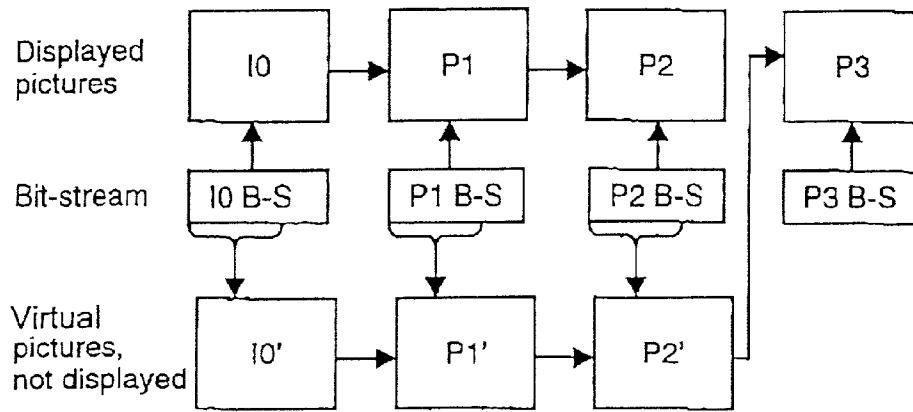 Displayed
pictures
I0
P1
P2
P3
Bit-stream
I0 B-S
P1 B-S
P2 B-S
P3 B-S
Virtual
pictures,
not displayed
I0'
P1'
P2'